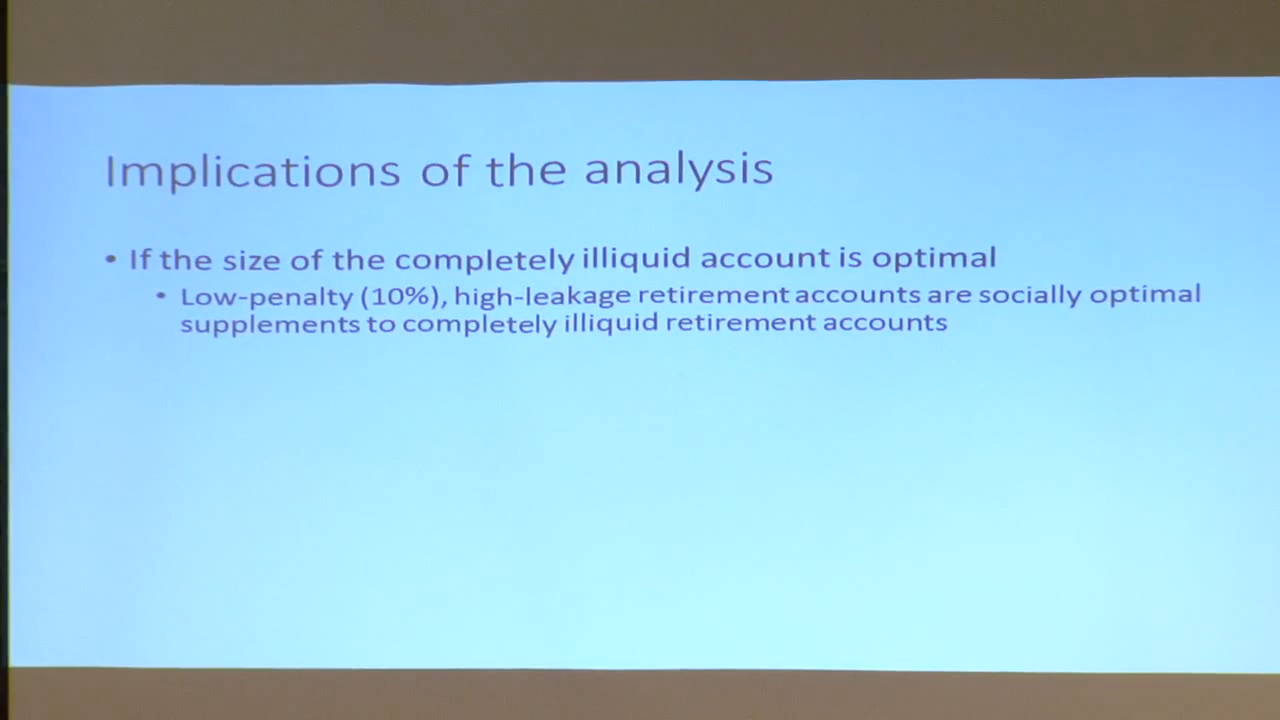 Implications of the analysis
• If the size of the completely illiquid account is optimal
• Low-penalty (10%), high-leakage retirement accounts are socially optimal
supplements to completely illiquid retirement accounts